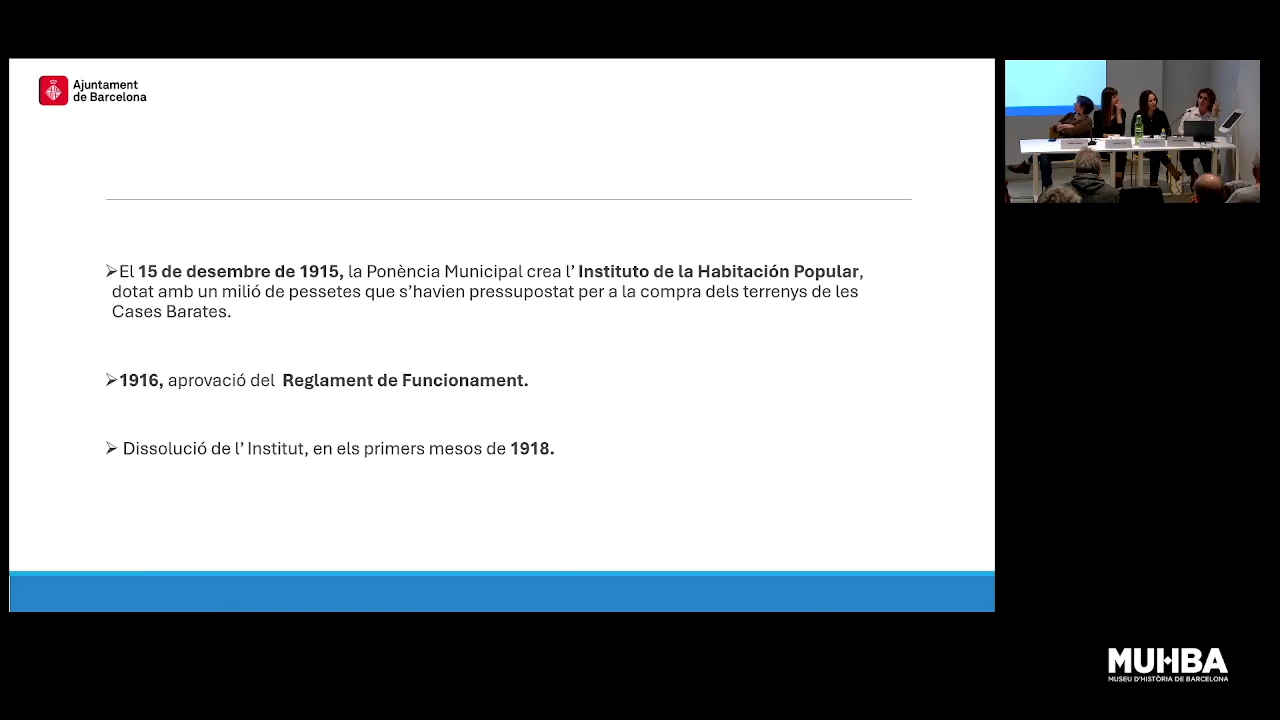 Ajuntament
de Barcelona
➢El 15 de desembre de 1915, la Ponència Municipal crea l’ Instituto de la Habitación Popular,
dotat amb un milió de pessetes que s’havien pressupostat per a la compra dels terrenys de les
Cases Barates.
➢1916, aprovació del Reglament de Funcionament.
➢ Dissolució de l’ Institut, en els primers mesos de 1918.
MUHBA
MUSEU D'HISTÒRIA DE BARCELONA